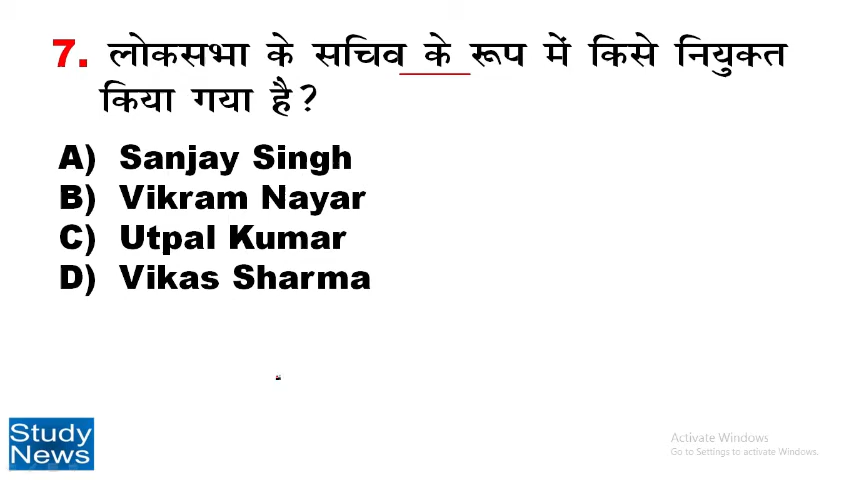 7. लोकसभा के सचिव के रूप में किसे नियुक्त
किया गया है?
A) Sanjay Singh
B) Vikram Nayar
C) Utpal Kumar
D) Vikas Sharma
Study
News
Activate Windows
Go to Settings to activate Windows.